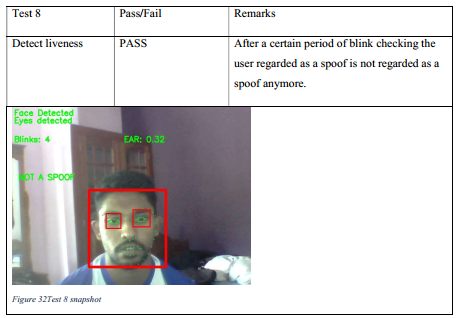 Test 8 Pass/Fail Remarks
Detect liveness PASS After a certain period of blink checking the
user regarded as a spoof is not regarded as a
spoof anymore.
Face Detected
Eyes detected
Blinks: 4 EAR: 0.32
NOT A SPOOF
Figure 32Test 8 snapshot